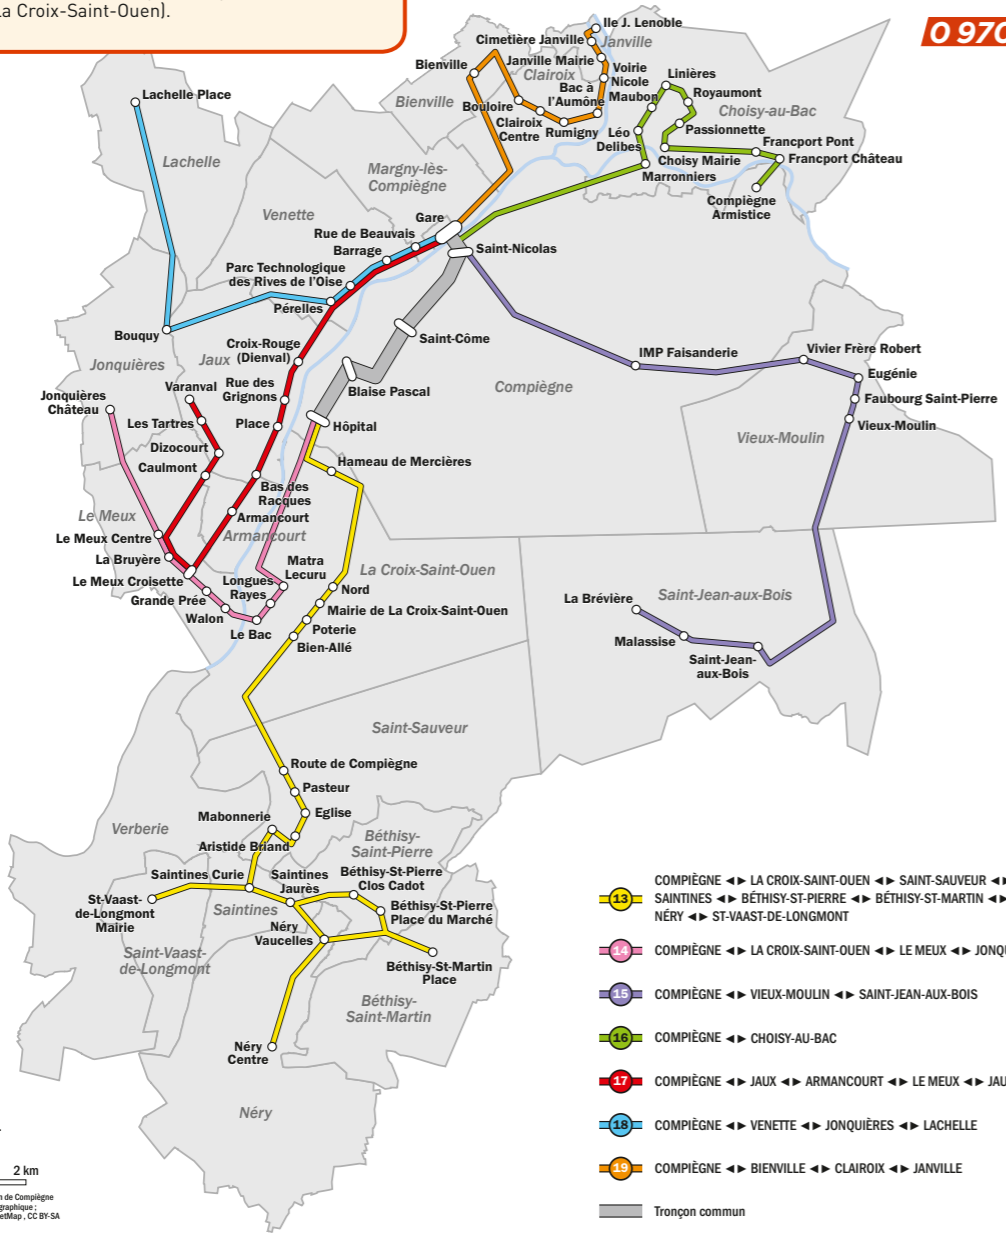 La Croix-Saint-Ouen).
0 970
Ile J. Lenoble
Cimetière Janville
Janville
Bienville
Janville Mairie
Clairoix
Voirie
Nicole
Linières
Bac à
l'Aumône
Maubon
Royaumont
Bienville
Bouloire
Choisy-au-Bac
Lachelle Place
Clairoix
Centre
Rumigny
Léo
Delibes
Passionnette
Francport Pont
Choisy Mairie
Francport Château
Marronniers
Lachelle
Margny-lès-
Compiègne
Compiègne
Armistice
Venette
Gare
Rue de Beauvais
Barrage
Saint-Nicolas
Parc Technologique
des Rives de l'Oise
Pérelles
Bouquy
Saint-Côme
Croix-Rouge
(Dienval)
IMP Faisanderie
Vivier Frère Robert
Jonquières
Jaux
Eugénie
Varanval
Rue des
Grignons
Blaise Pascal
Compiègne
Jonquières
Château
Faubourg Saint-Pierre
Les Tartres
Place
Hôpital
Vieux-Moulin
Vieux-Moulin
Dizocourt
Caulmont
Hameau de Mercières
Bas des
Racques
Le Meux
Armancourt
Le Meux Centre
Armancourt
La Bruyère
Matra
Lecuru
La Croix-Saint-Ouen
Le Meux Croisette
Longues
Rayes
Nord
Grande Prée
Saint-Jean-aux-Bois
La Brévière
Walon
Mairie de La Croix-Saint-Ouen
Le Bac
Poterie
Malassise
Bien-Allé
Saint-Jean-
aux-Bois
Saint-Sauveur
Route de Compiègne
Pasteur
Mabonnerie
Eglise
Verberie
Béthisy-
Saint-Pierre
Aristide Briand
Saintines Curie
Saintines
Jaurès
Béthisy-St-Pierre
Clos Cadot
St-Vaast-
de-Longmont
Mairie
Saintines
Béthisy-St-Pierre
Place du Marché
Néry
Vaucelles
Saint-Vaast-
de-Longmont
Béthisy-St-Martin
Place
Béthisy-
Saint-Martin
Néry
Centre
Néry
13 COMPIÈGNE ◄► LA CROIX-SAINT-OUEN ◄► SAINT-SAUVEUR ◄►
SAINTINES ◄► BÉTHISY-ST-PIERRE ◄► BÉTHISY-ST-MARTIN ◄►
NÉRY ◄► ST-VAAST-DE-LONGMONT
14 COMPIÈGNE ◄► LA CROIX-SAINT-OUEN ◄► LE MEUX ◄► JONQU
15 COMPIÈGNE ◄► VIEUX-MOULIN ◄► SAINT-JEAN-AUX-BOIS
16 COMPIÈGNE ◄► CHOISY-AU-BAC
17 COMPIÈGNE ◄► JAUX ◄► ARMANCOURT ◄► LE MEUX ◄► JAU
18 COMPIÈGNE ◄► VENETTE ◄► JONQUIÈRES ◄► LACHELLE
19 COMPIÈGNE ◄► BIENVILLE ◄► CLAIROIX ◄► JANVILLE
Tronçon commun
2 km
n de Compiègne
graphique ;
etMap , CC BY-SA